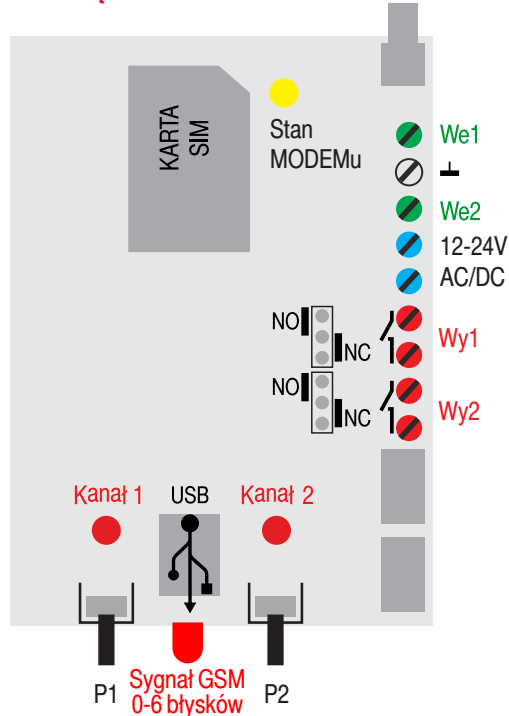 KARTA
SIM
Stan
MODEMu
We1
We2
12-24V
AC/DC
NO
NC
Wy1
NO
NC
Wy2
Kanał 1
USB
Kanał 2
P1
Sygnał GSM
0-6 błysków
P2